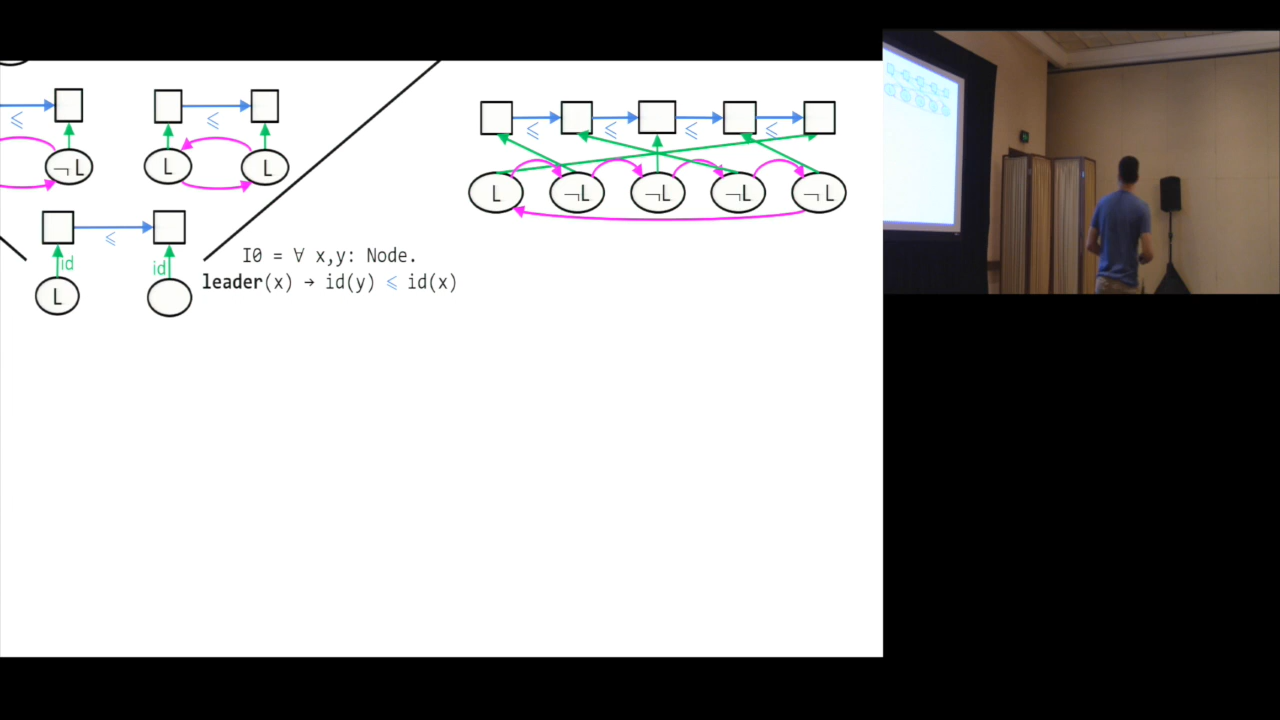 ⩽ ⩽ ⩽ ⩽ ⩽ ⩽
¬ L L L
L ¬L ¬L ¬L ¬ L
⩽
id id
L
I0 = ∀ x,y: Node.
leader(x) → id(y) ⩽ id(x)